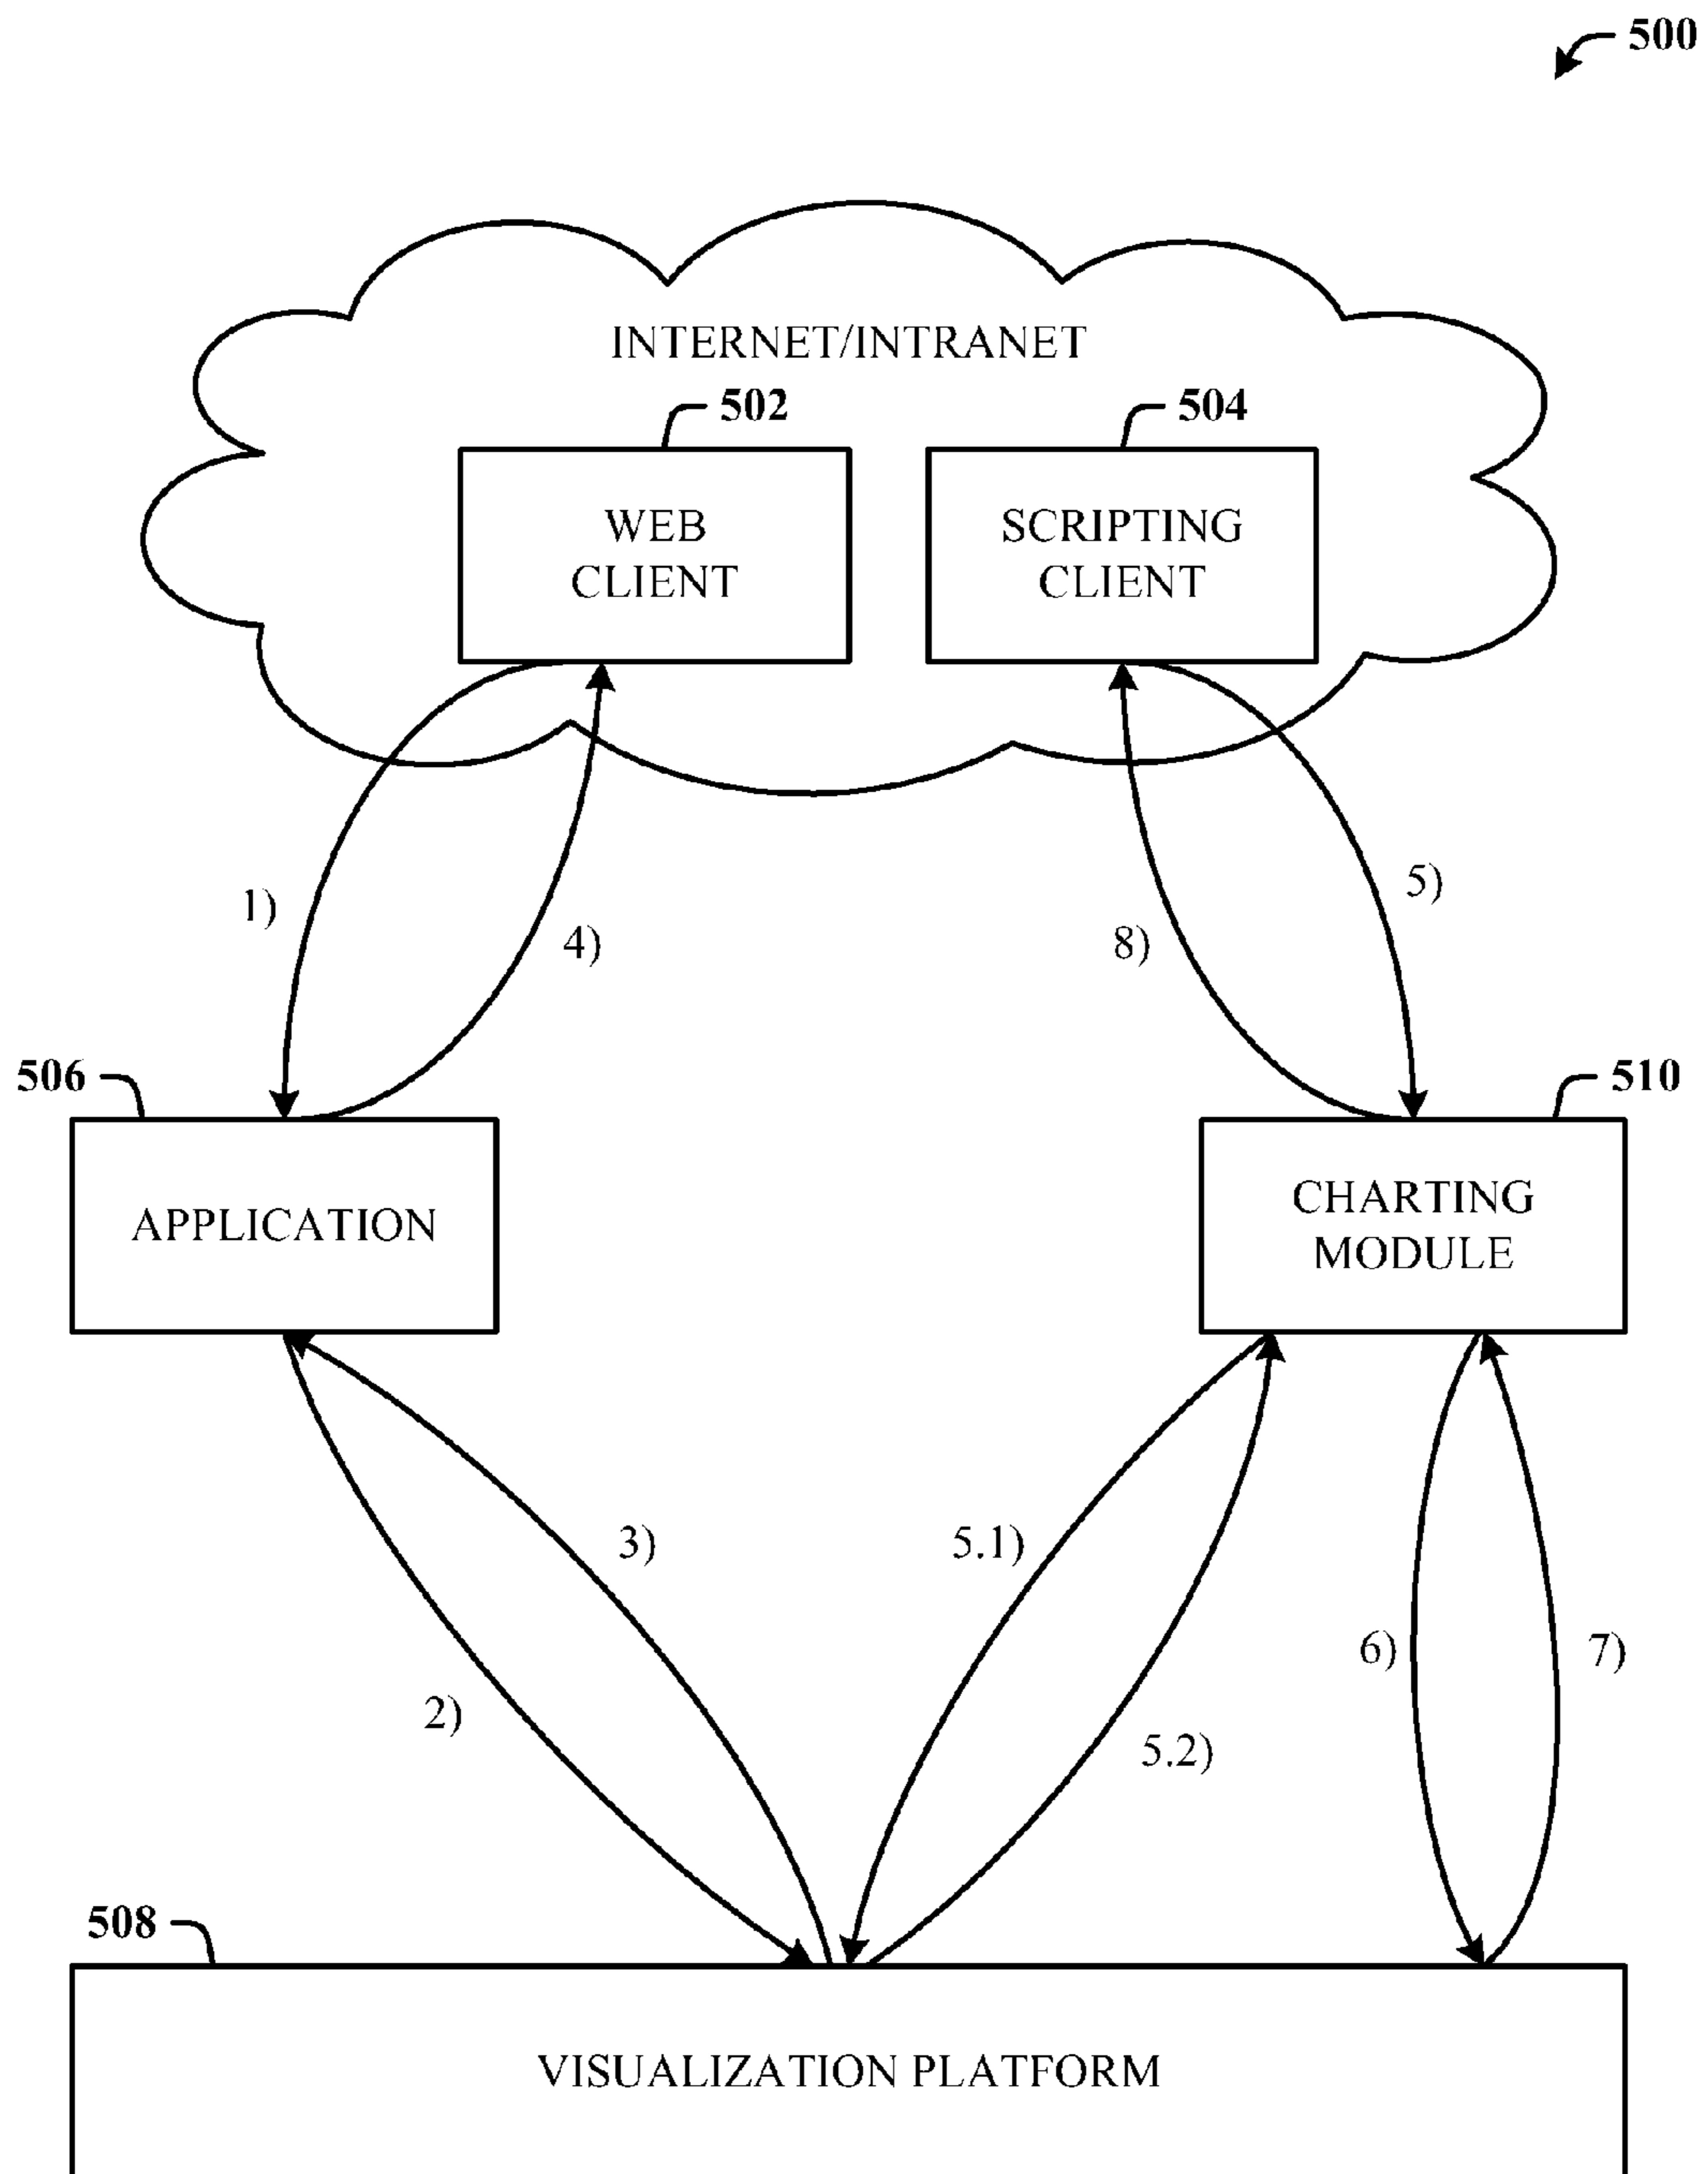 500
INTERNET/INTRANET
502
504
WEB
CLIENT
SCRIPTING
CLIENT
1)
4)
8)
5)
506
510
APPLICATION
CHARTING
MODULE
3)
5.1)
2)
6)
7)
5.2)
508
VISUALIZATION PLATFORM